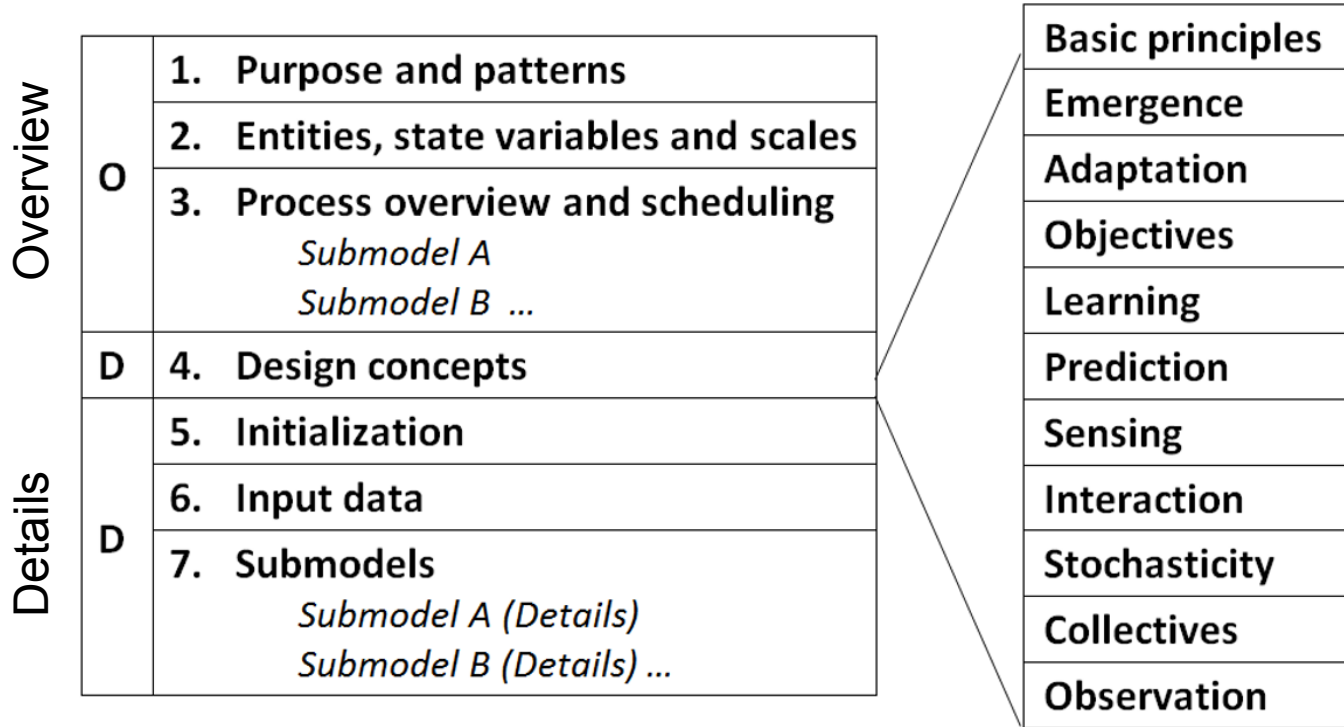 Overview
O
1. Purpose and patterns
2. Entities, state variables and scales
3. Process overview and scheduling
Submodel A
Submodel B ...
D
4. Design concepts
Details
D
5. Initialization
6. Input data
7. Submodels
Submodel A (Details)
Submodel B (Details) ...
Basic principles
Emergence
Adaptation
Objectives
Learning
Prediction
Sensing
Interaction
Stochasticity
Collectives
Observation